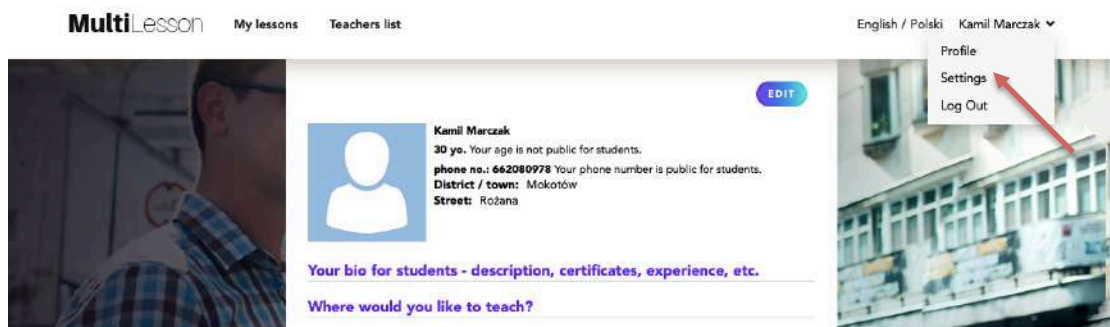 MultiLesson My lessons Teachers list English / Polski Kamil Marczak
Profile
Settings
Log Out
EDIT
Kamil Marczak
30 yo. Your age is not public for students.
phone no.: 662080978 Your phone number is public for students.
District / town: Mokotów
Street: Rożana
Your bio for students - description, certificates, experience, etc.
Where would you like to teach?